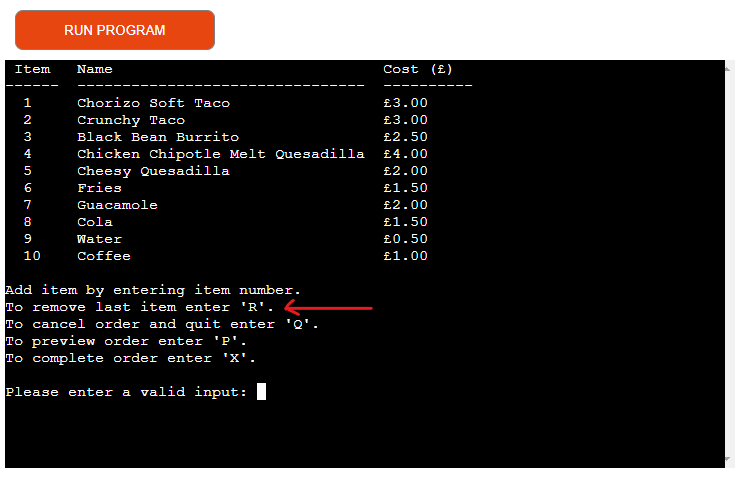 RUN PROGRAM
Item Name Cost (£)
------ -------------------------------- ----------
1 Chorizo Soft Taco £3.00
2 Crunchy Taco £3.00
3 Black Bean Burrito £2.50
4 Chicken Chipotle Melt Quesadilla £4.00
5 Cheesy Quesadilla £2.00
6 Fries £1.50
7 Guacamole £2.00
8 Cola £1.50
9 Water £0.50
10 Coffee £1.00
Add item by entering item number.
To remove last item enter 'R'.
To cancel order and quit enter 'Q'.
To preview order enter 'P'.
To complete order enter 'X'.
Please enter a valid input: